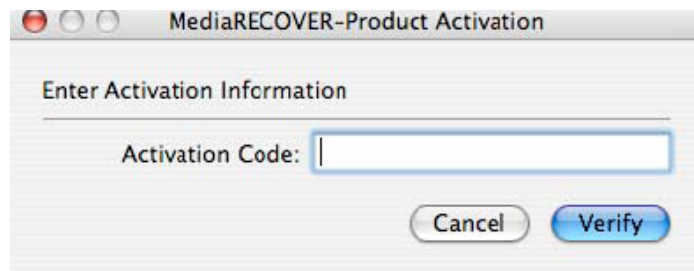 MediaRECOVER-Product Activation
Enter Activation Information
Activation Code:
Cancel Verify